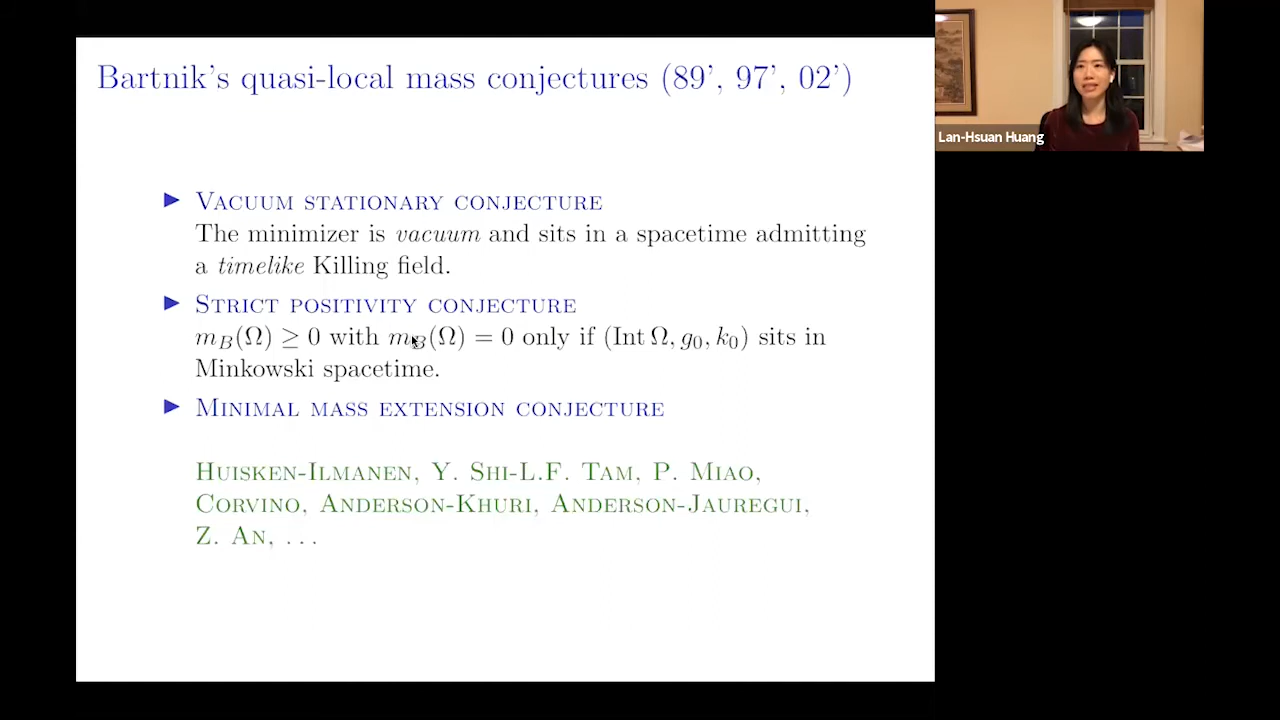 Bartnik's quasi-local mass conjectures (89', 97', 02')
Lan-Hsuan Huang
▶ Vacuum stationary conjecture
The minimizer is vacuum and sits in a spacetime admitting
a timelike Killing field.
▶ Strict positivity conjecture
m_B(Ω) ≥ 0 with m_B(Ω) = 0 only if (Int Ω, g_0, k_0) sits in
Minkowski spacetime.
▶ Minimal mass extension conjecture
Huisken-Ilmanen, Y. Shi-L.F. Tam, P. Miao,
Corvino, Anderson-Khuri, Anderson-Jauregui,
Z. An, ...